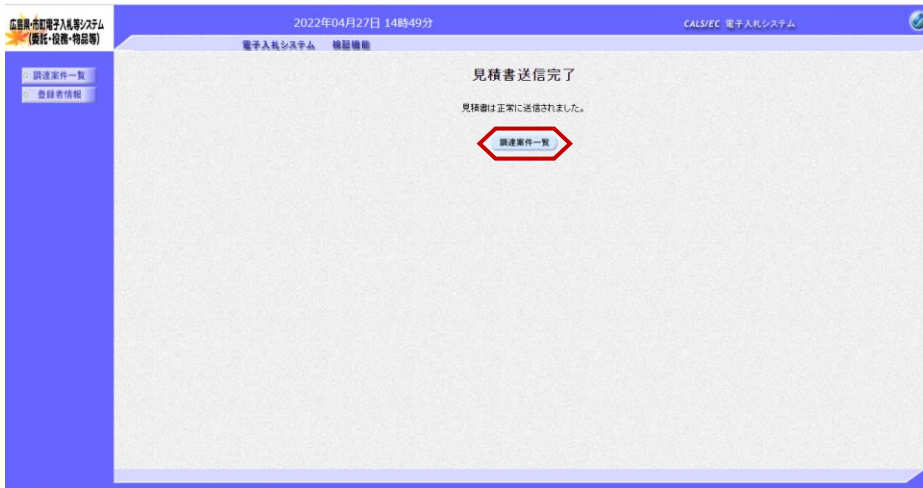 広島県・市町電子入札等システム
(委託・役務・物品等)
2022年04月27日 14時49分
CALS/EC 電子入札システム
電子入札システム 検証機能
調達案件一覧
登録者情報
見積書送信完了
見積書は正常に送信されました。
調達案件一覧